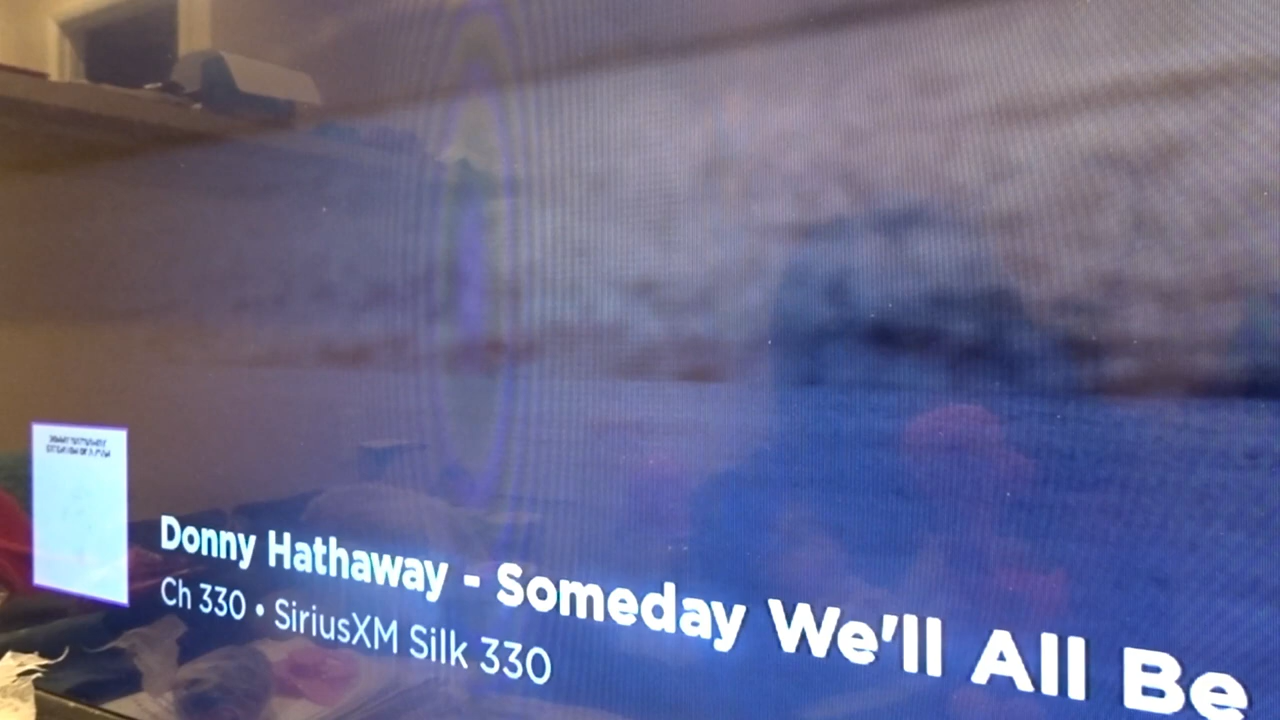 Donny Hathaway - Someday We'll All Be
Ch 330 • SiriusXM Silk 330